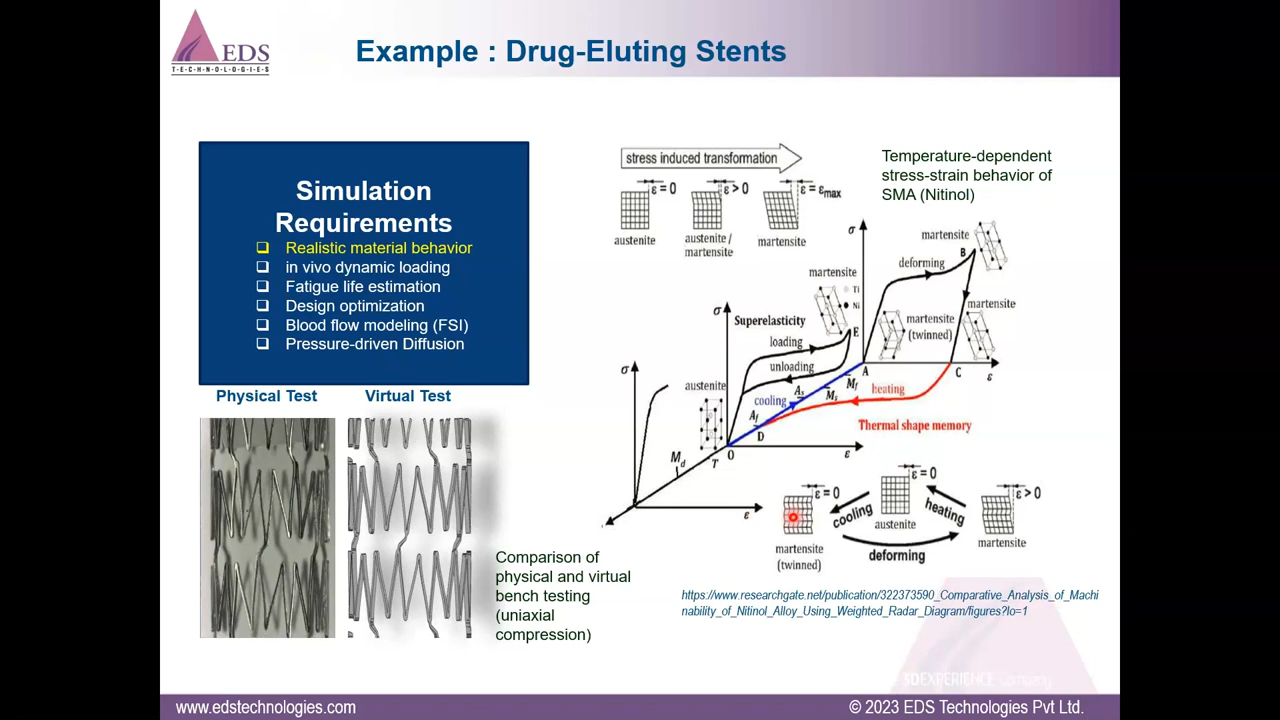 EDS
T·E·C·H·N·O·L·O·G·I·E·S
Example : Drug-Eluting Stents
Simulation
Requirements
Realistic material behavior
in vivo dynamic loading
Fatigue life estimation
Design optimization
Blood flow modeling (FSI)
Pressure-driven Diffusion
Physical Test
Virtual Test
Comparison of
physical and virtual
bench testing
(uniaxial
compression)
stress induced transformation
ε = 0
ε > 0
ε = εmax
austenite
austenite /
martensite
martensite
Temperature-dependent
stress-strain behavior of
SMA (Nitinol)
σ
martensite
B
deforming
martensite
martensite
(twinned)
martensite
Ti
Ni
σ
Superelasticity
E
loading
unloading
A
C
ε
σ
austenite
cooling
As
Ms
Mf
heating
Af
D
Thermal shape memory
Md
T
O
ε
ε
ε = 0
ε = 0
ε > 0
cooling
austenite
heating
martensite
(twinned)
martensite
deforming
https://www.researchgate.net/publication/322373590_Comparative_Analysis_of_Machi
nability_of_Nitinol_Alloy_Using_Weighted_Radar_Diagram/figures?lo=1
3DEXPERIENCE Company
www.edstechnologies.com
© 2023 EDS Technologies Pvt Ltd.